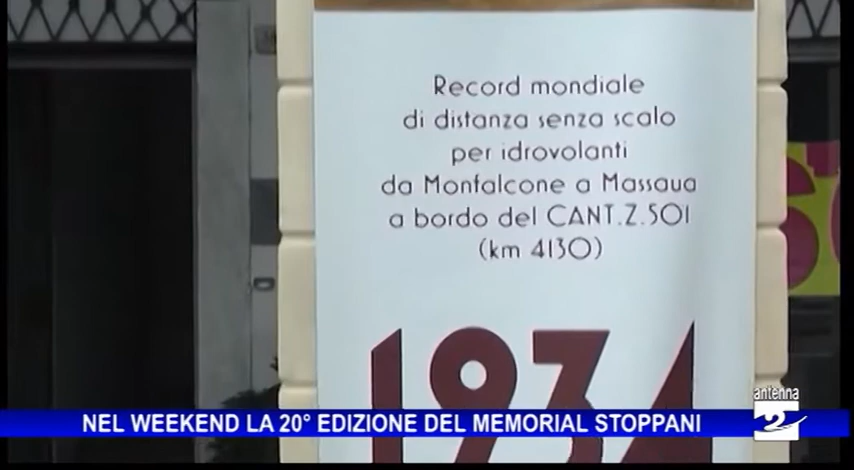 Record mondiale
di distanza senza scalo
per idrovolanti
da Monfalcone a Massaua
a bordo del CANT.Z.501
(km 4130)
1934
antenna
2
NEL WEEKEND LA 20° EDIZIONE DEL MEMORIAL STOPPANI